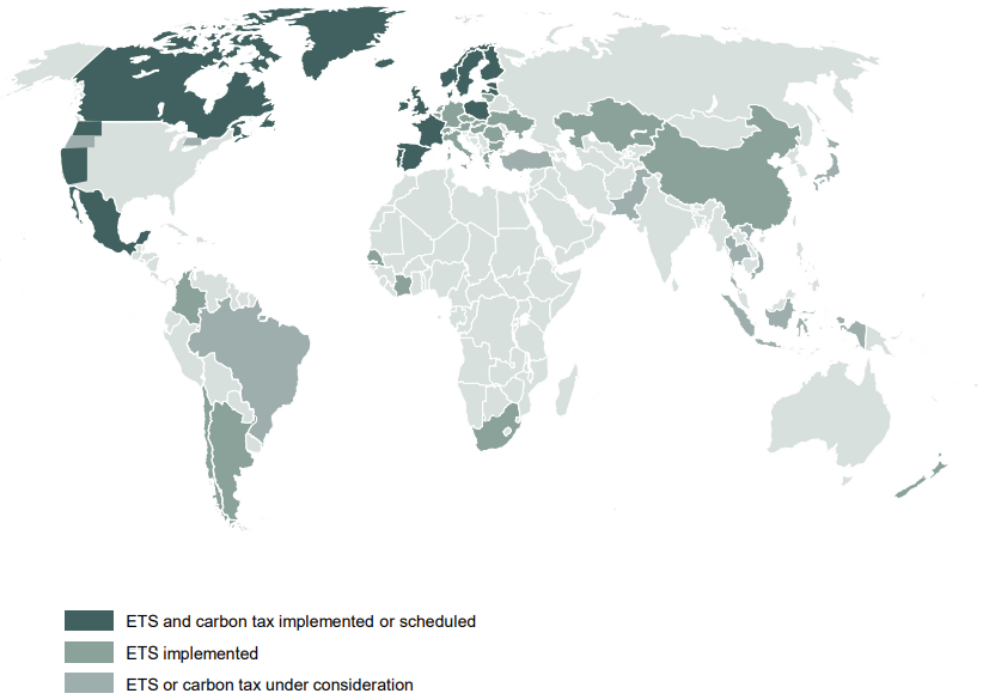 ETS and carbon tax implemented or scheduled
ETS implemented
ETS or carbon tax under consideration